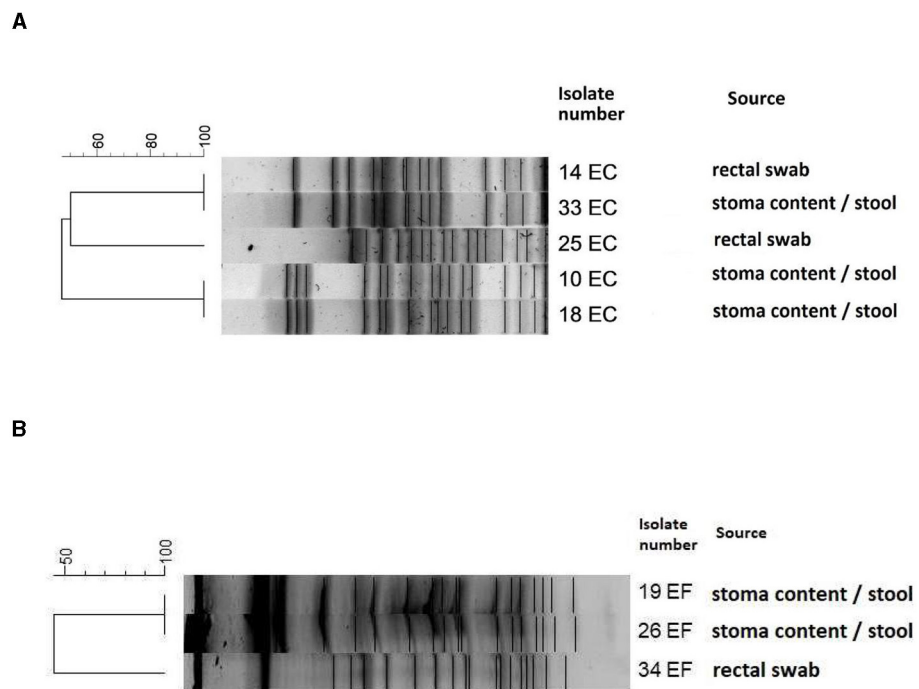 A
Isolate
number
Source
60 80 100
14 EC rectal swab
33 EC stoma content / stool
25 EC rectal swab
10 EC stoma content / stool
18 EC stoma content / stool
B
Isolate
number
Source
50 100
19 EF stoma content / stool
26 EF stoma content / stool
34 EF rectal swab